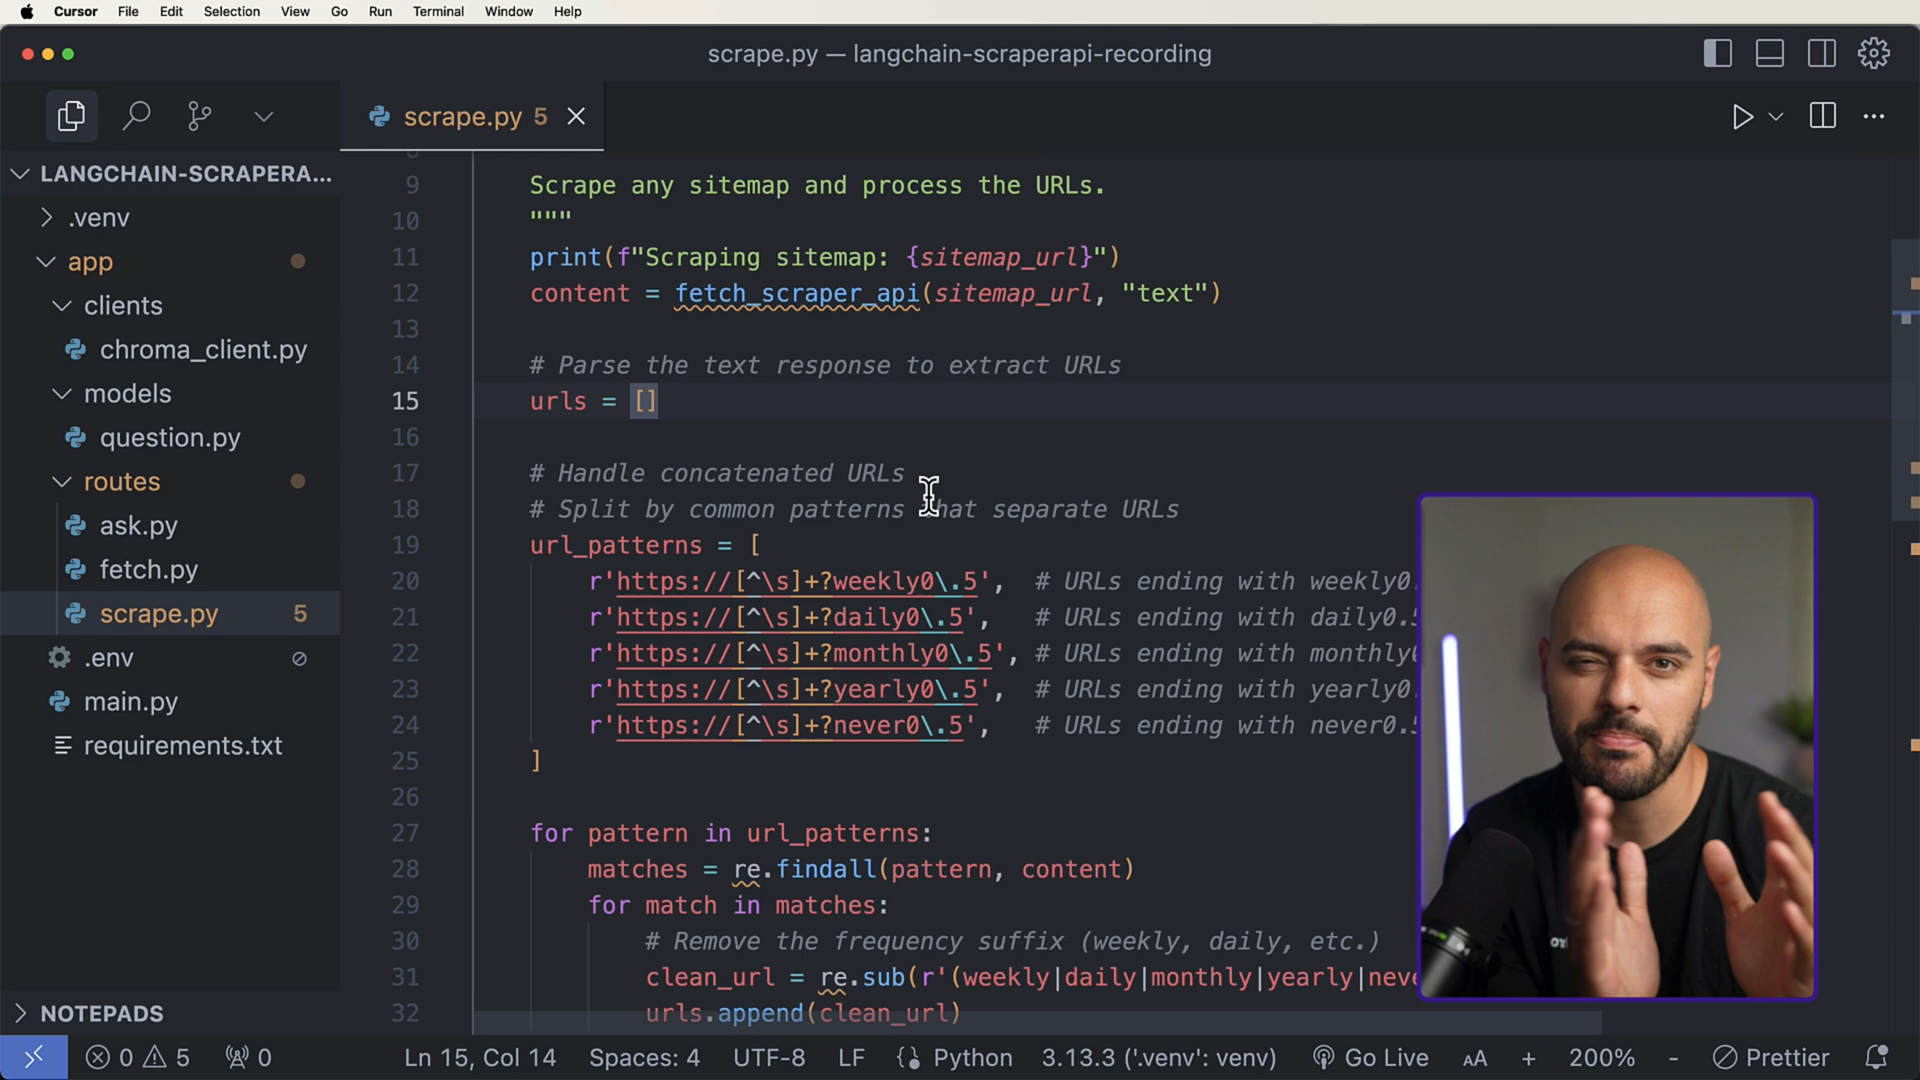 Cursor File Edit Selection View Go Run Terminal Window Help
scrape.py — langchain-scraperapi-recording
scrape.py 5
LANGCHAIN-SCRAPERA...
.venv
app
clients
chroma_client.py
models
question.py
routes
ask.py
fetch.py
scrape.py 5
.env
main.py
requirements.txt
NOTEPADS
9 Scrape any sitemap and process the URLs.
10 """
11 print(f"Scraping sitemap: {sitemap_url}")
12 content = fetch_scraper_api(sitemap_url, "text")
13
14 # Parse the text response to extract URLs
15 urls = []
16
17 # Handle concatenated URLs
18 # Split by common patterns that separate URLs
19 url_patterns = [
20 r'https://[^\s]+?weekly0\.5', # URLs ending with weekly0.
21 r'https://[^\s]+?daily0\.5', # URLs ending with daily0.5
22 r'https://[^\s]+?monthly0\.5', # URLs ending with monthly0
23 r'https://[^\s]+?yearly0\.5', # URLs ending with yearly0.
24 r'https://[^\s]+?never0\.5', # URLs ending with never0.5
25 ]
26
27 for pattern in url_patterns:
28 matches = re.findall(pattern, content)
29 for match in matches:
30 # Remove the frequency suffix (weekly, daily, etc.)
31 clean_url = re.sub(r'(weekly|daily|monthly|yearly|neve
32 urls.append(clean_url)
0 5 0 Ln 15, Col 14 Spaces: 4 UTF-8 LF Python 3.13.3 ('.venv': venv) Go Live AA + 200% - Prettier